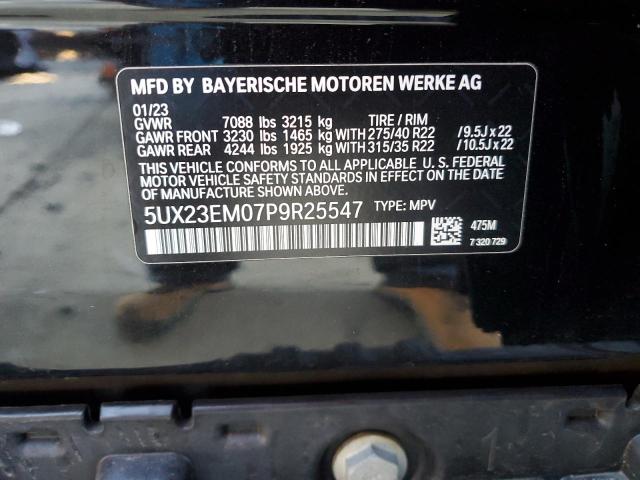 MFD BY BAYERISCHE MOTOREN WERKE AG
01/23
GVWR 7088 lbs 3215 kg TIRE / RIM
GAWR FRONT 3230 lbs 1465 kg WITH 275/40 R22 /9.5J x 22
GAWR REAR 4244 lbs 1925 kg WITH 315/35 R22 /10.5J x 22
THIS VEHICLE CONFORMS TO ALL APPLICABLE U. S. FEDERAL
MOTOR VEHICLE SAFETY STANDARDS IN EFFECT ON THE DATE
OF MANUFACTURE SHOWN ABOVE.
5UX23EM07P9R25547 TYPE: MPV
475M
7 320 729